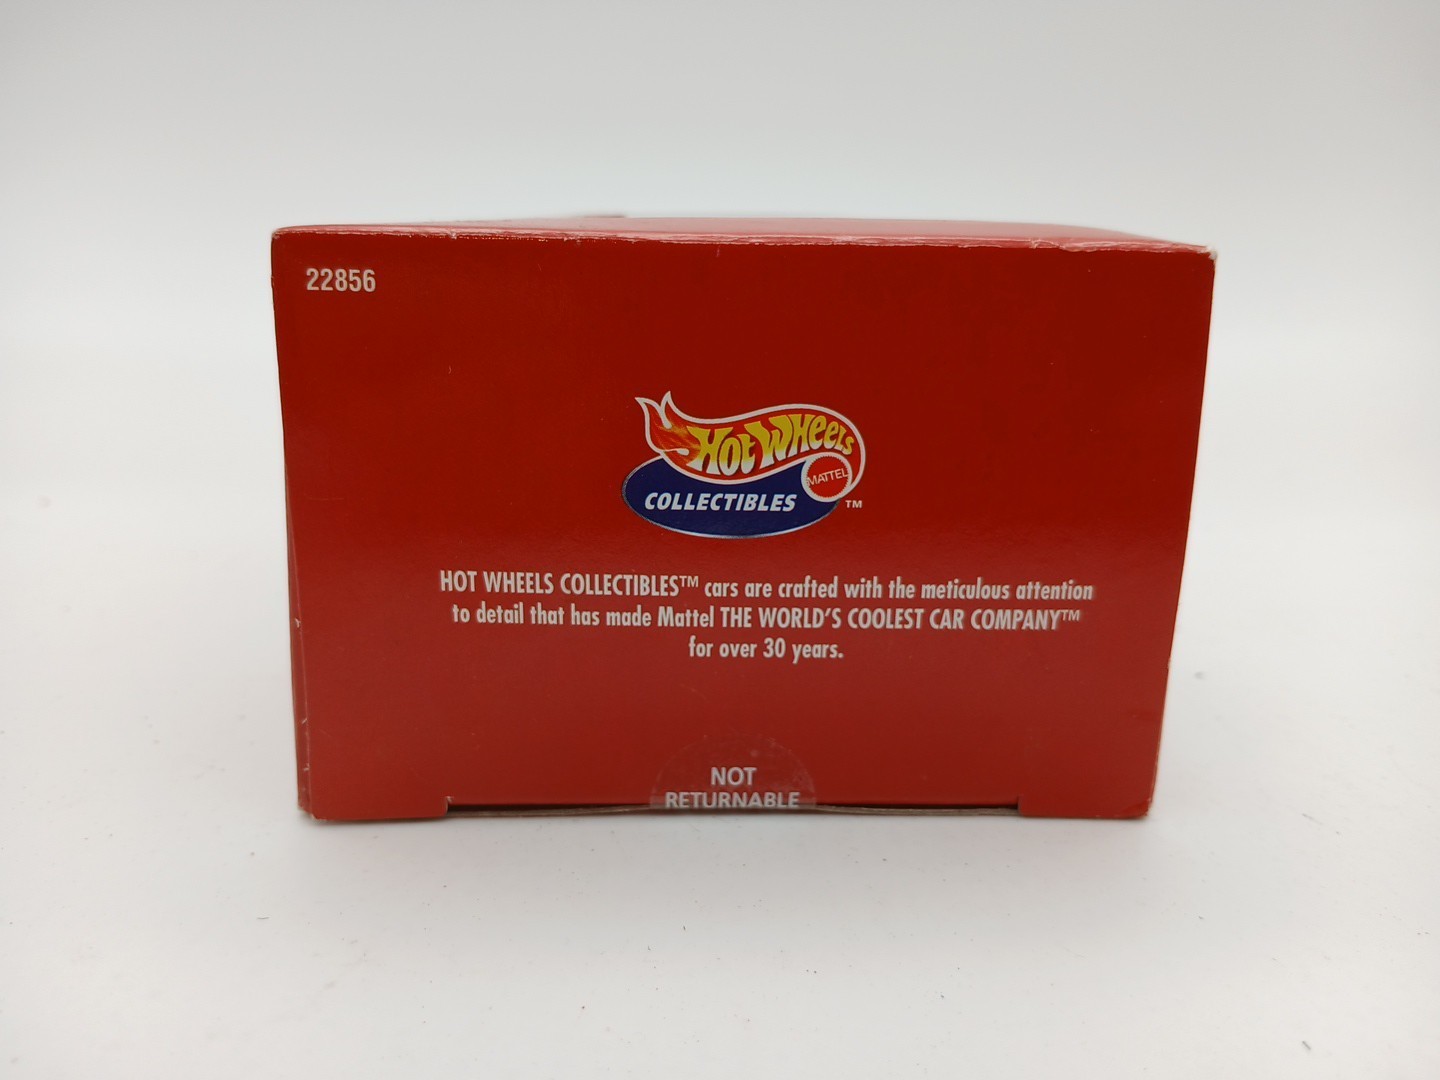 22856
Hot Wheels
MATTEL
COLLECTIBLES
TM
HOT WHEELS COLLECTIBLES™ cars are crafted with the meticulous attention
to detail that has made Mattel THE WORLD'S COOLEST CAR COMPANY™
for over 30 years.
NOT
RETURNABLE